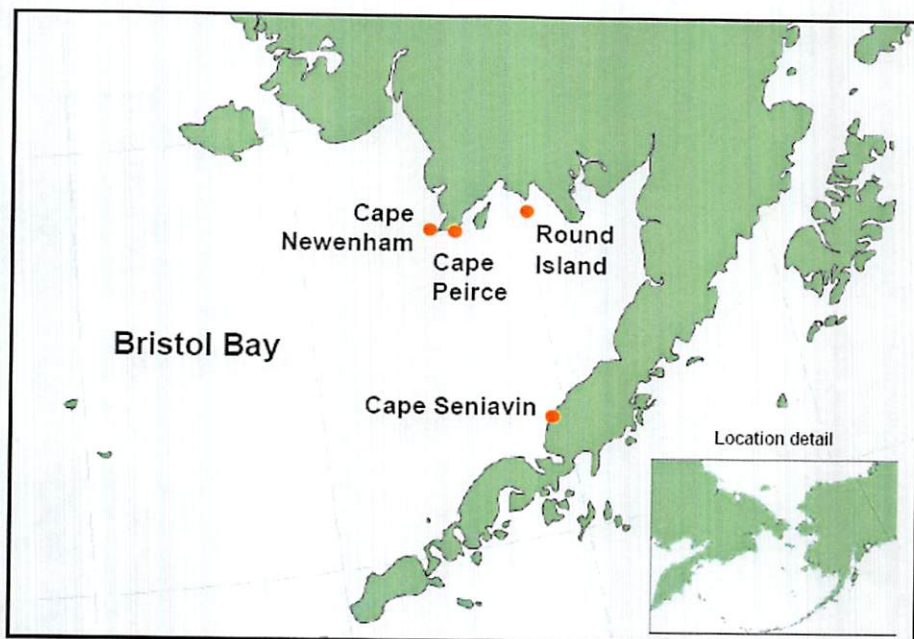 Cape
Newenham
Cape
Peirce
Round
Island
Bristol Bay
Cape Seniavin
Location detail